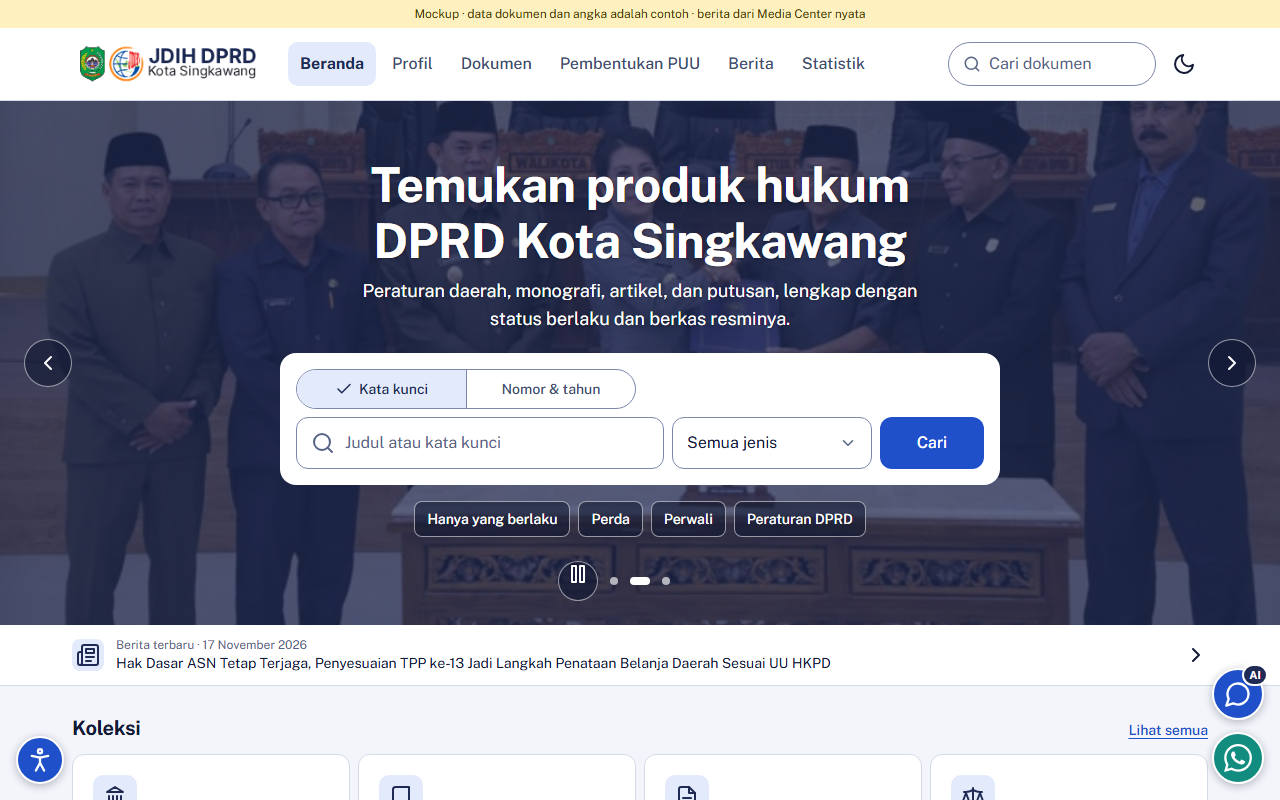 Mockup · data dokumen dan angka adalah contoh · berita dari Media Center nyata
JDIH DPRD
Kota Singkawang
Beranda
Profil
Dokumen
Pembentukan PUU
Berita
Statistik
Cari dokumen
WALIKOTA
Temukan produk hukum
DPRD Kota Singkawang
Peraturan daerah, monografi, artikel, dan putusan, lengkap dengan
status berlaku dan berkas resminya.
Kata kunci
Nomor & tahun
Judul atau kata kunci
Semua jenis
Cari
Hanya yang berlaku
Perda
Perwali
Peraturan DPRD
Berita terbaru · 17 November 2026
Hak Dasar ASN Tetap Terjaga, Penyesuaian TPP ke-13 Jadi Langkah Penataan Belanja Daerah Sesuai UU HKPD
AI
Koleksi
Lihat semua